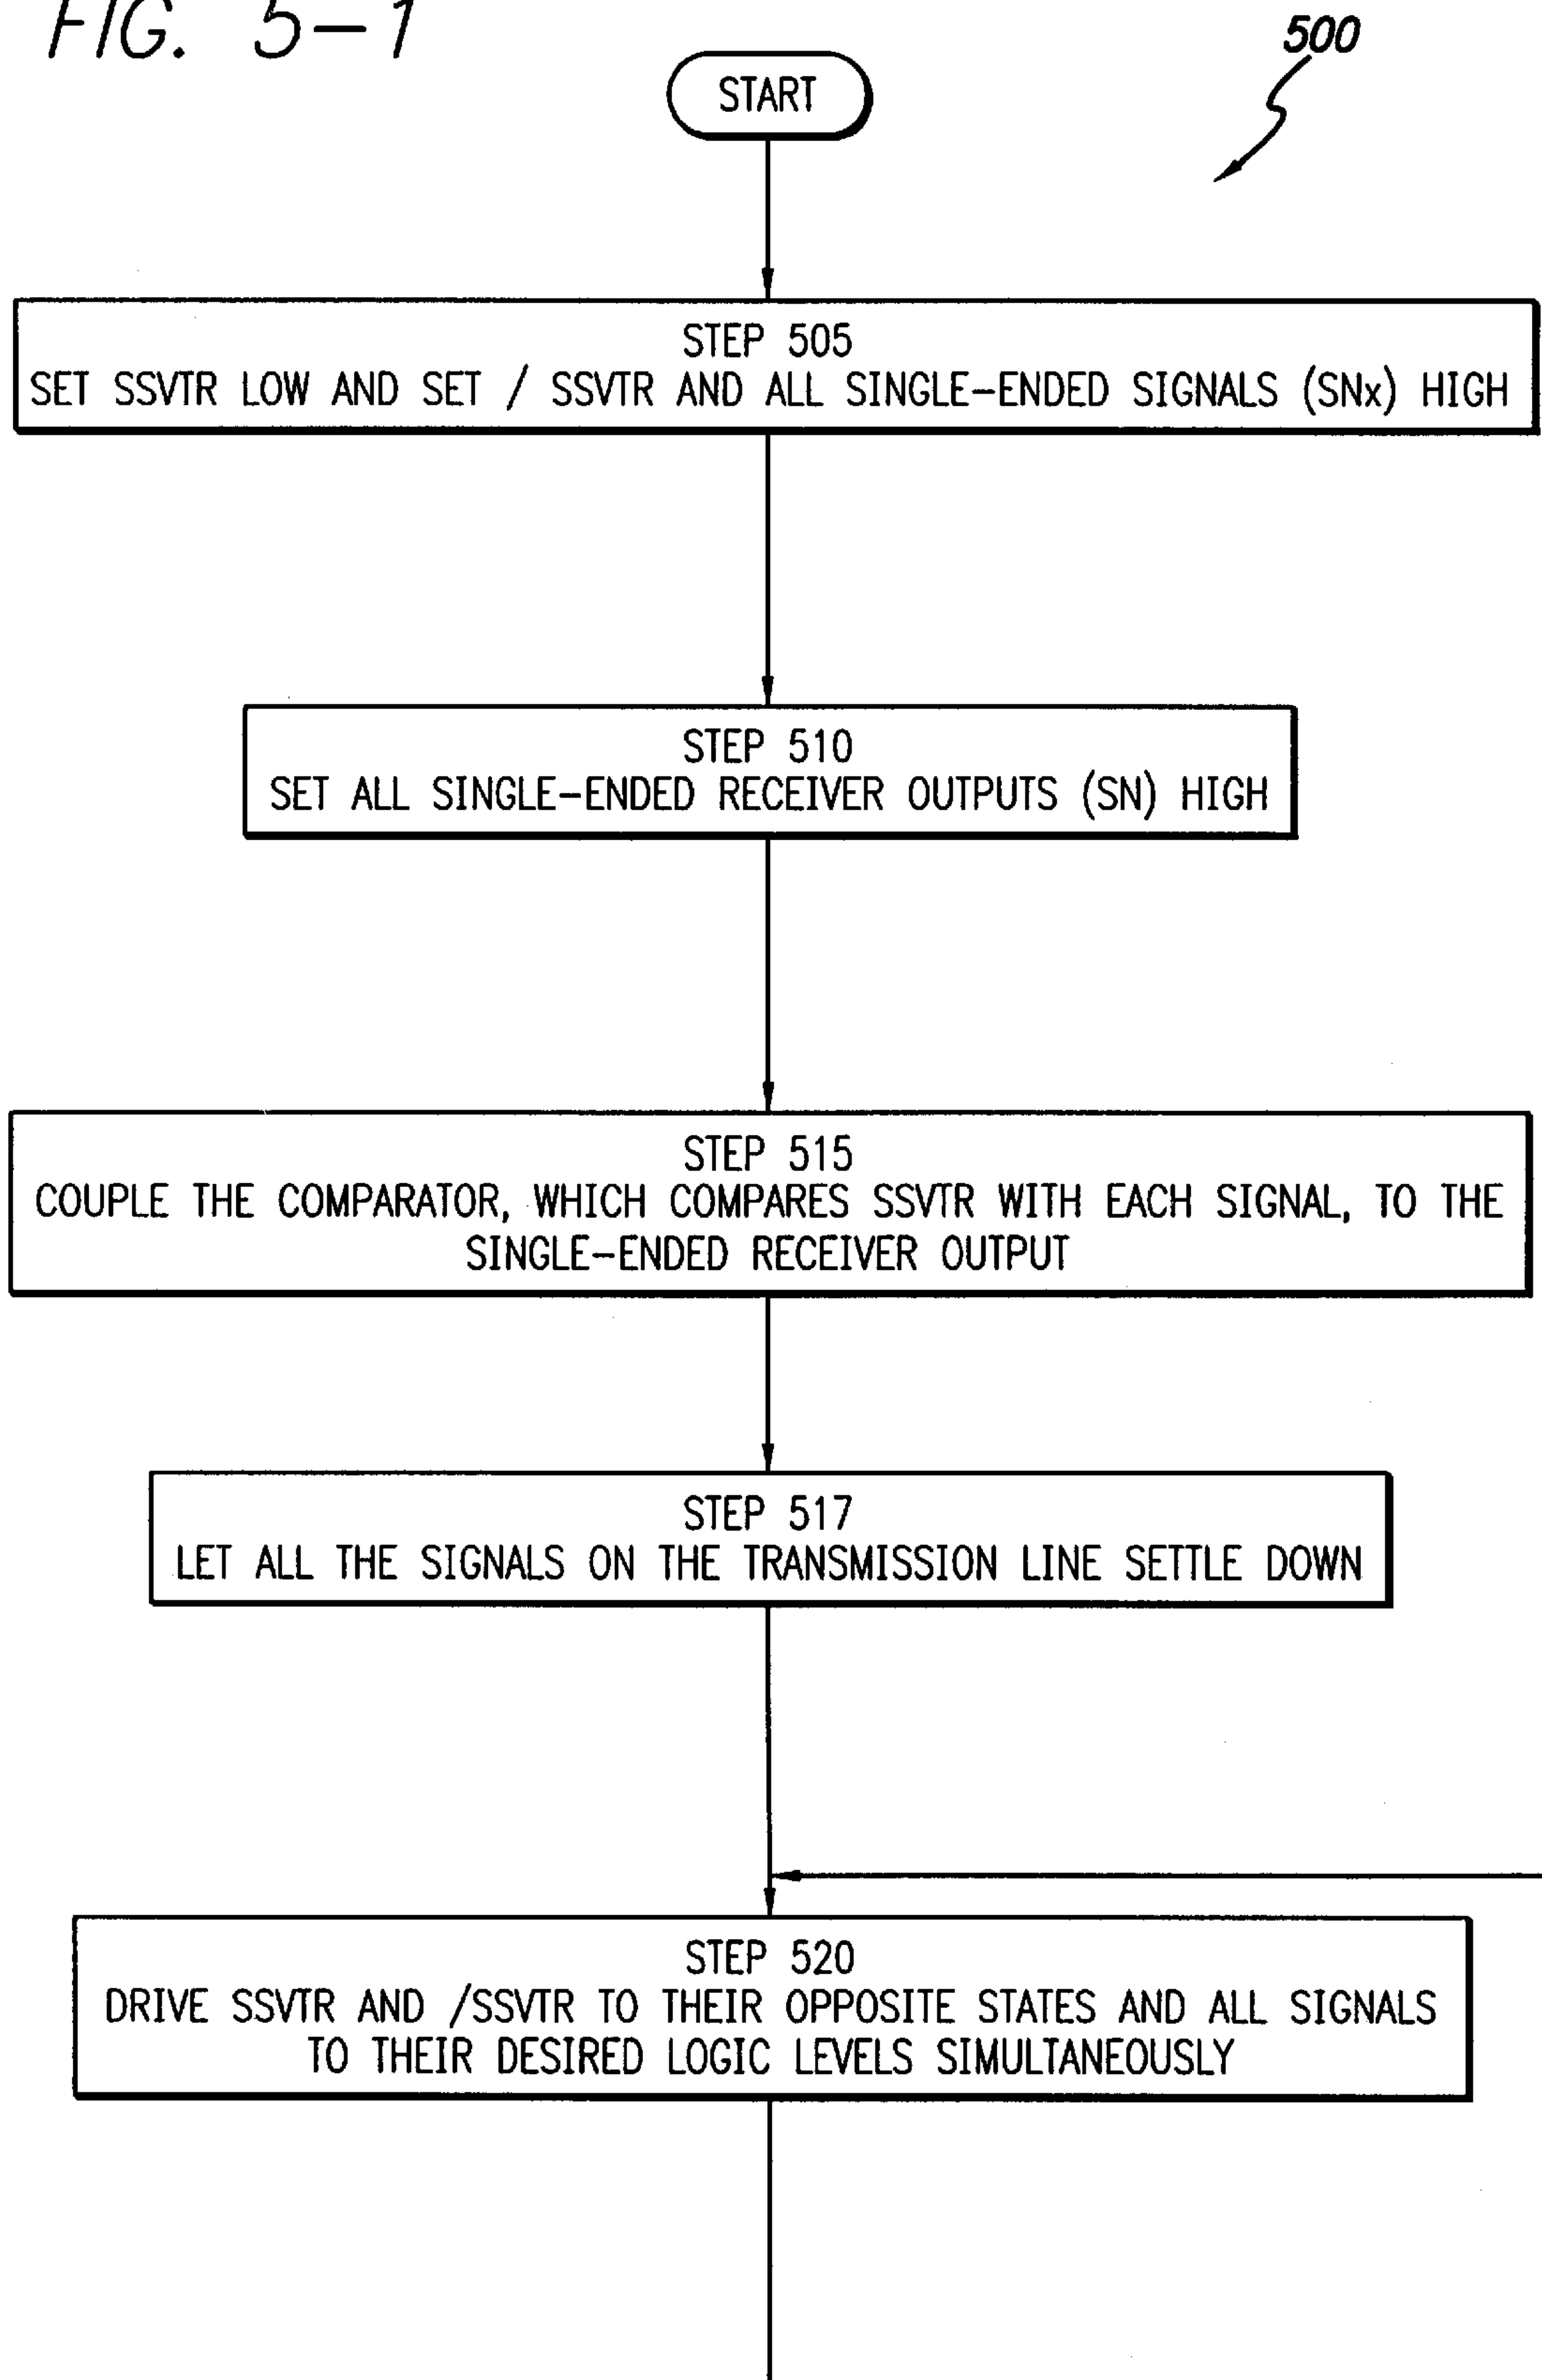 FIG. 5-1
500
START
STEP 505
SET SSVTR LOW AND SET / SSVTR AND ALL SINGLE-ENDED SIGNALS (SNx) HIGH
STEP 510
SET ALL SINGLE-ENDED RECEIVER OUTPUTS (SN) HIGH
STEP 515
COUPLE THE COMPARATOR, WHICH COMPARES SSVTR WITH EACH SIGNAL, TO THE
SINGLE-ENDED RECEIVER OUTPUT
STEP 517
LET ALL THE SIGNALS ON THE TRANSMISSION LINE SETTLE DOWN
STEP 520
DRIVE SSVTR AND /SSVTR TO THEIR OPPOSITE STATES AND ALL SIGNALS
TO THEIR DESIRED LOGIC LEVELS SIMULTANEOUSLY